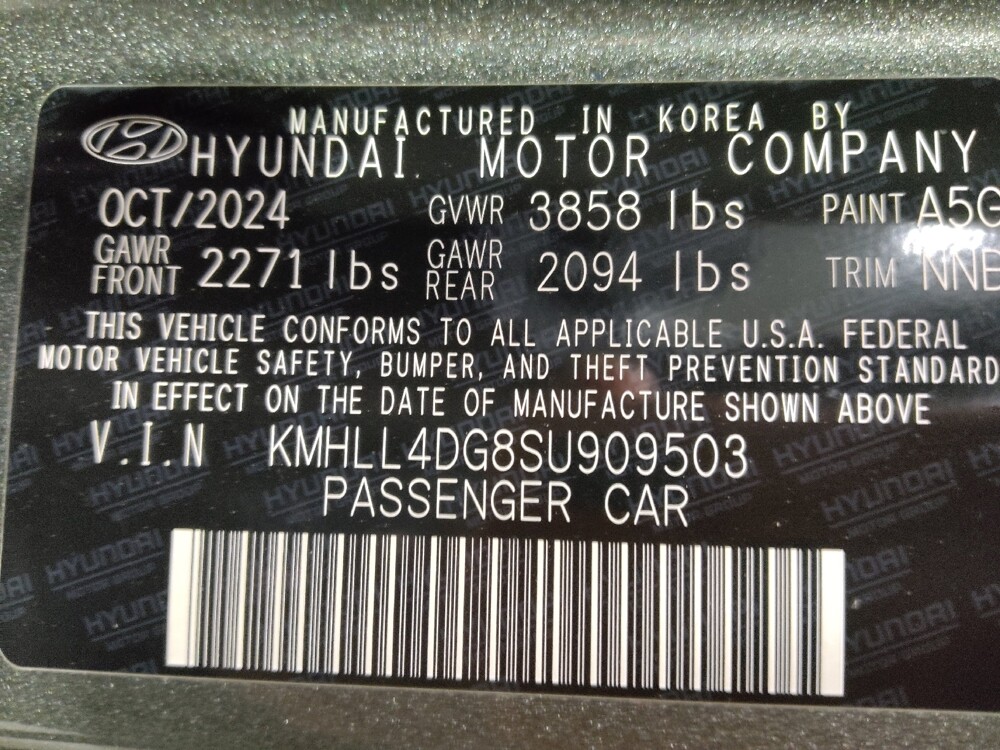 MANUFACTURED IN KOREA BY
HYUNDAI MOTOR COMPANY
OCT/2024 GVWR 3858 lbs PAINT A5G
GAWR FRONT 2271 lbs GAWR REAR 2094 lbs TRIM NNB
THIS VEHICLE CONFORMS TO ALL APPLICABLE U.S.A. FEDERAL
MOTOR VEHICLE SAFETY, BUMPER, AND THEFT PREVENTION STANDARD
IN EFFECT ON THE DATE OF MANUFACTURE SHOWN ABOVE
V.I.N KMHLL4DG8SU909503
PASSENGER CAR